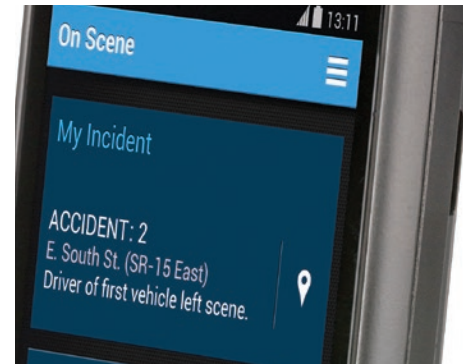 13:11
On Scene
My Incident
ACCIDENT: 2
E. South St. (SR-15 East)
Driver of first vehicle left scene.